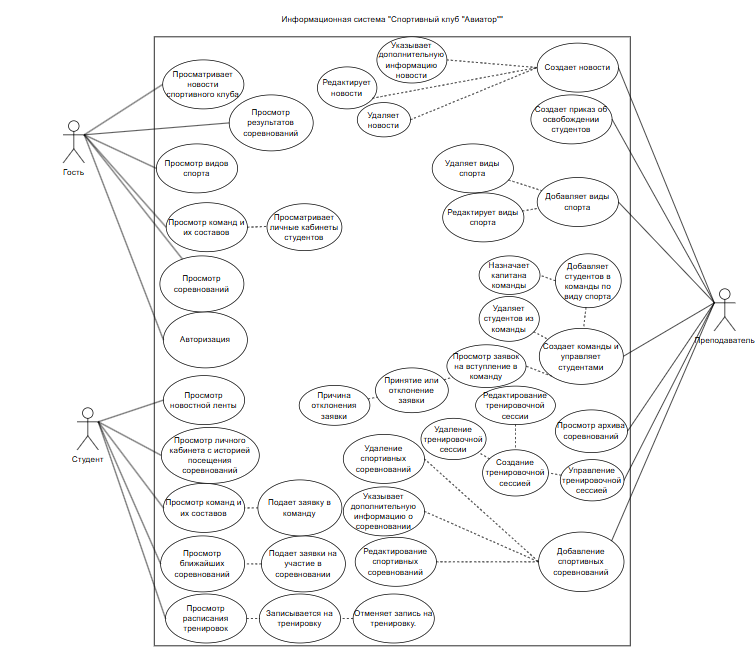 Информационная система "Спортивный клуб "Авиатор""
Указывает
дополнительную
информацию
новости
Создает новости
Просматривает
новости
спортивного клуба
Редактирует
новости
Удаляет
новости
Создает приказ об
освобождении
студентов
Просмотр
результатов
соревнований
Гость
Просмотр видов
спорта
Удаляет виды
спорта
Добавляет виды
спорта
Редактирует виды
спорта
Просмотр команд и
их составов
Просматривает
личные кабинеты
студентов
Просмотр
соревнований
Назначает
капитана
команды
Добавляет
студентов в
команды по
виду спорта
Удаляет
студентов из
команды
Преподаватель
Авторизация
Создает команды и
управляет
студентами
Просмотр заявок
на вступление в
команду
Принятие или
отклонение
заявки
Причина
отклонения
заявки
Просмотр
новостной ленты
Редактирование
тренировочной
сессии
Студент
Просмотр архива
соревнований
Удаление
тренировочной
сессии
Просмотр личного
кабинета с историей
посещения
соревнований
Удаление
спортивных
соревнований
Создание
тренировочной
сессией
Управление
тренировочной
сессией
Просмотр команд и
их составов
Подает заявку в
команду
Указывает
дополнительную
информацию о
соревновании
Просмотр
ближайших
соревнований
Подает заявки на
участие в
соревновании
Редактирование
спортивных
соревнований
Добавление
спортивных
соревнований
Просмотр
расписания
тренировок
Записывается на
тренировку
Отменяет запись на
тренировку.